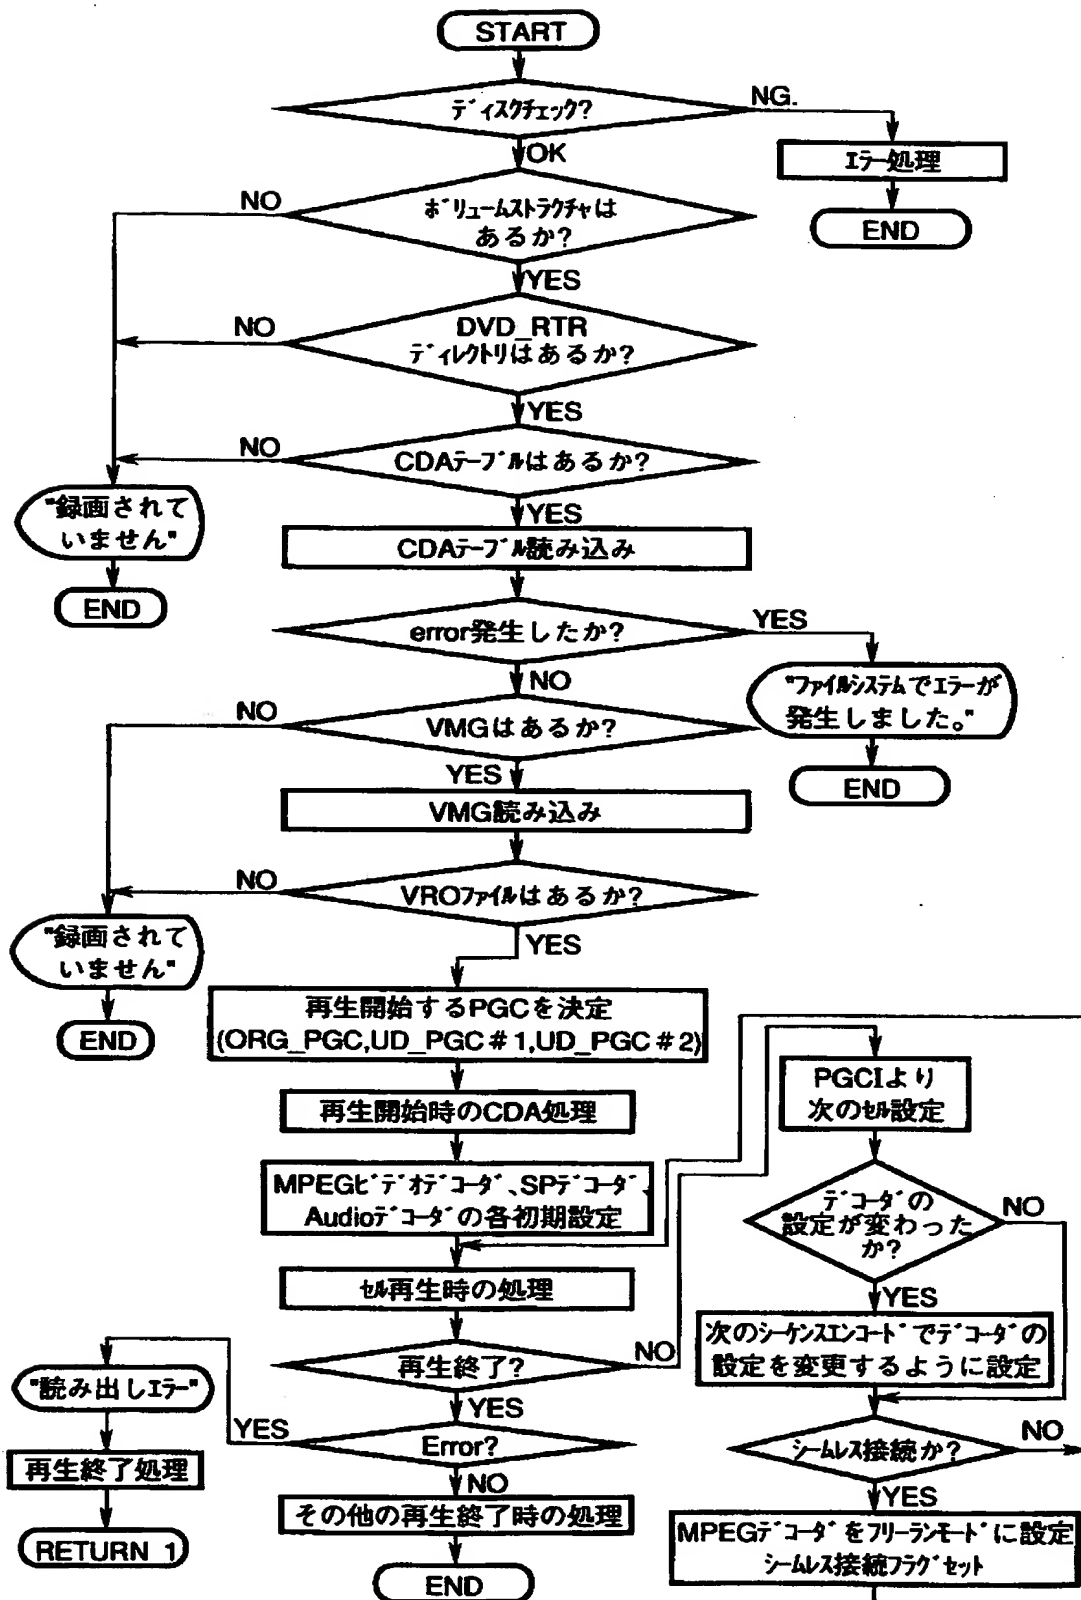 START
ディスクチェック?
NG.
OK
エラー処理
END
NO
ボリュームストラクチャは
あるか?
YES
NO
DVD_RTR
ディレクトリはあるか?
YES
NO
CDAテーブルはあるか?
"録画されて
いません"
END
YES
CDAテーブル読み込み
error発生したか?
YES
NO
"ファイルシステムでエラーが
発生しました。"
END
NO
VMGはあるか?
YES
VMG読み込み
NO
VROファイルはあるか?
"録画されて
いません"
END
YES
再生開始するPGCを決定
(ORG_PGC,UD_PGC#1,UD_PGC#2)
再生開始時のCDA処理
MPEGビデオデコーダ、SPデコーダ、
Audioデコーダの各初期設定
セル再生時の処理
再生終了?
NO
YES
"読み出しエラー"
YES
Error?
再生終了処理
NO
RETURN 1
その他の再生終了時の処理
END
PGCIより
次のセル設定
デコーダの
設定が変わった
か?
NO
YES
次のシーケンスエンコードでデコーダの
設定を変更するように設定
シームレス接続か?
NO
YES
MPEGデコーダをフリーランモードに設定
シームレス接続フラグセット